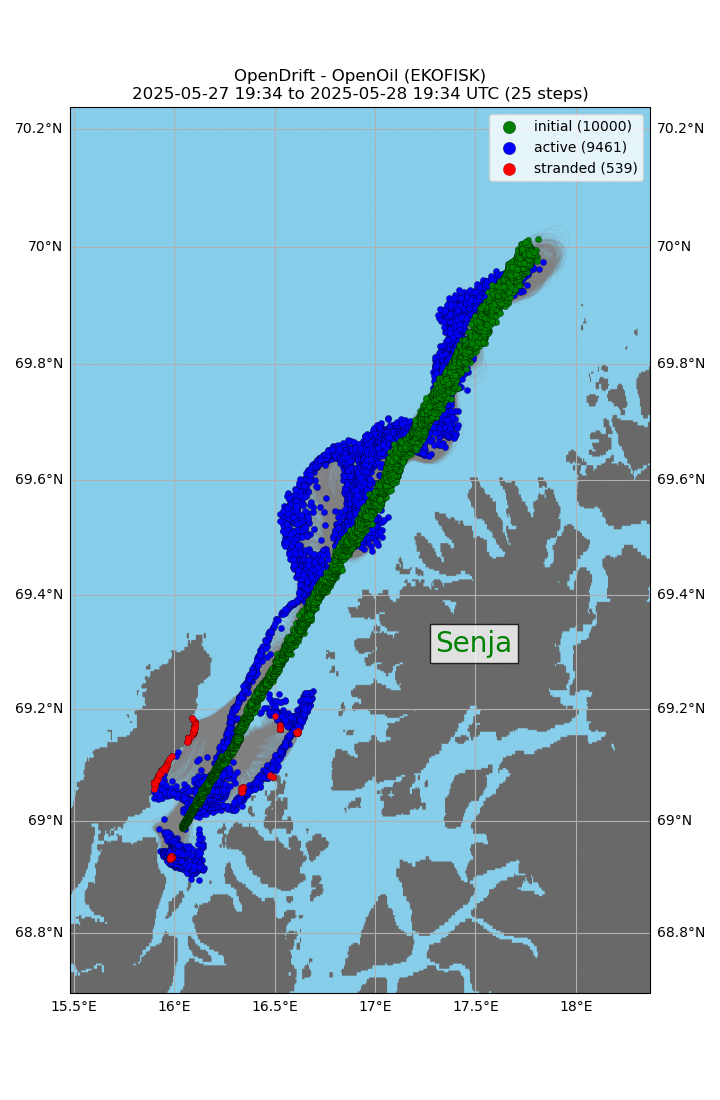 OpenDrift - OpenOil (EKOFISK)
2025-05-27 19:34 to 2025-05-28 19:34 UTC (25 steps)
initial (10000)
active (9461)
stranded (539)
70.2°N 70.2°N
70°N 70°N
69.8°N 69.8°N
69.6°N 69.6°N
69.4°N 69.4°N
Senja
69.2°N 69.2°N
69°N 69°N
68.8°N 68.8°N
15.5°E 16°E 16.5°E 17°E 17.5°E 18°E